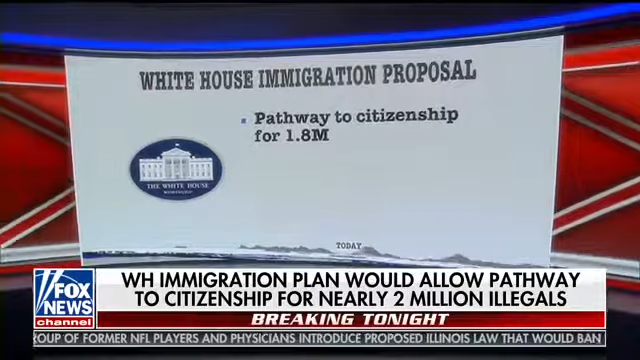 WHITE HOUSE IMMIGRATION PROPOSAL
Pathway to citizenship
for 1.8M
THE WHITE HOUSE
WASHINGTON
TODAY
FOX
NEWS
channel
WH IMMIGRATION PLAN WOULD ALLOW PATHWAY
TO CITIZENSHIP FOR NEARLY 2 MILLION ILLEGALS
BREAKING TONIGHT
OF FORMER NFL PLAYERS AND PHYSICIANS INTRODUCE PROPOSED ILLINOIS LAW THAT WOULD BAN